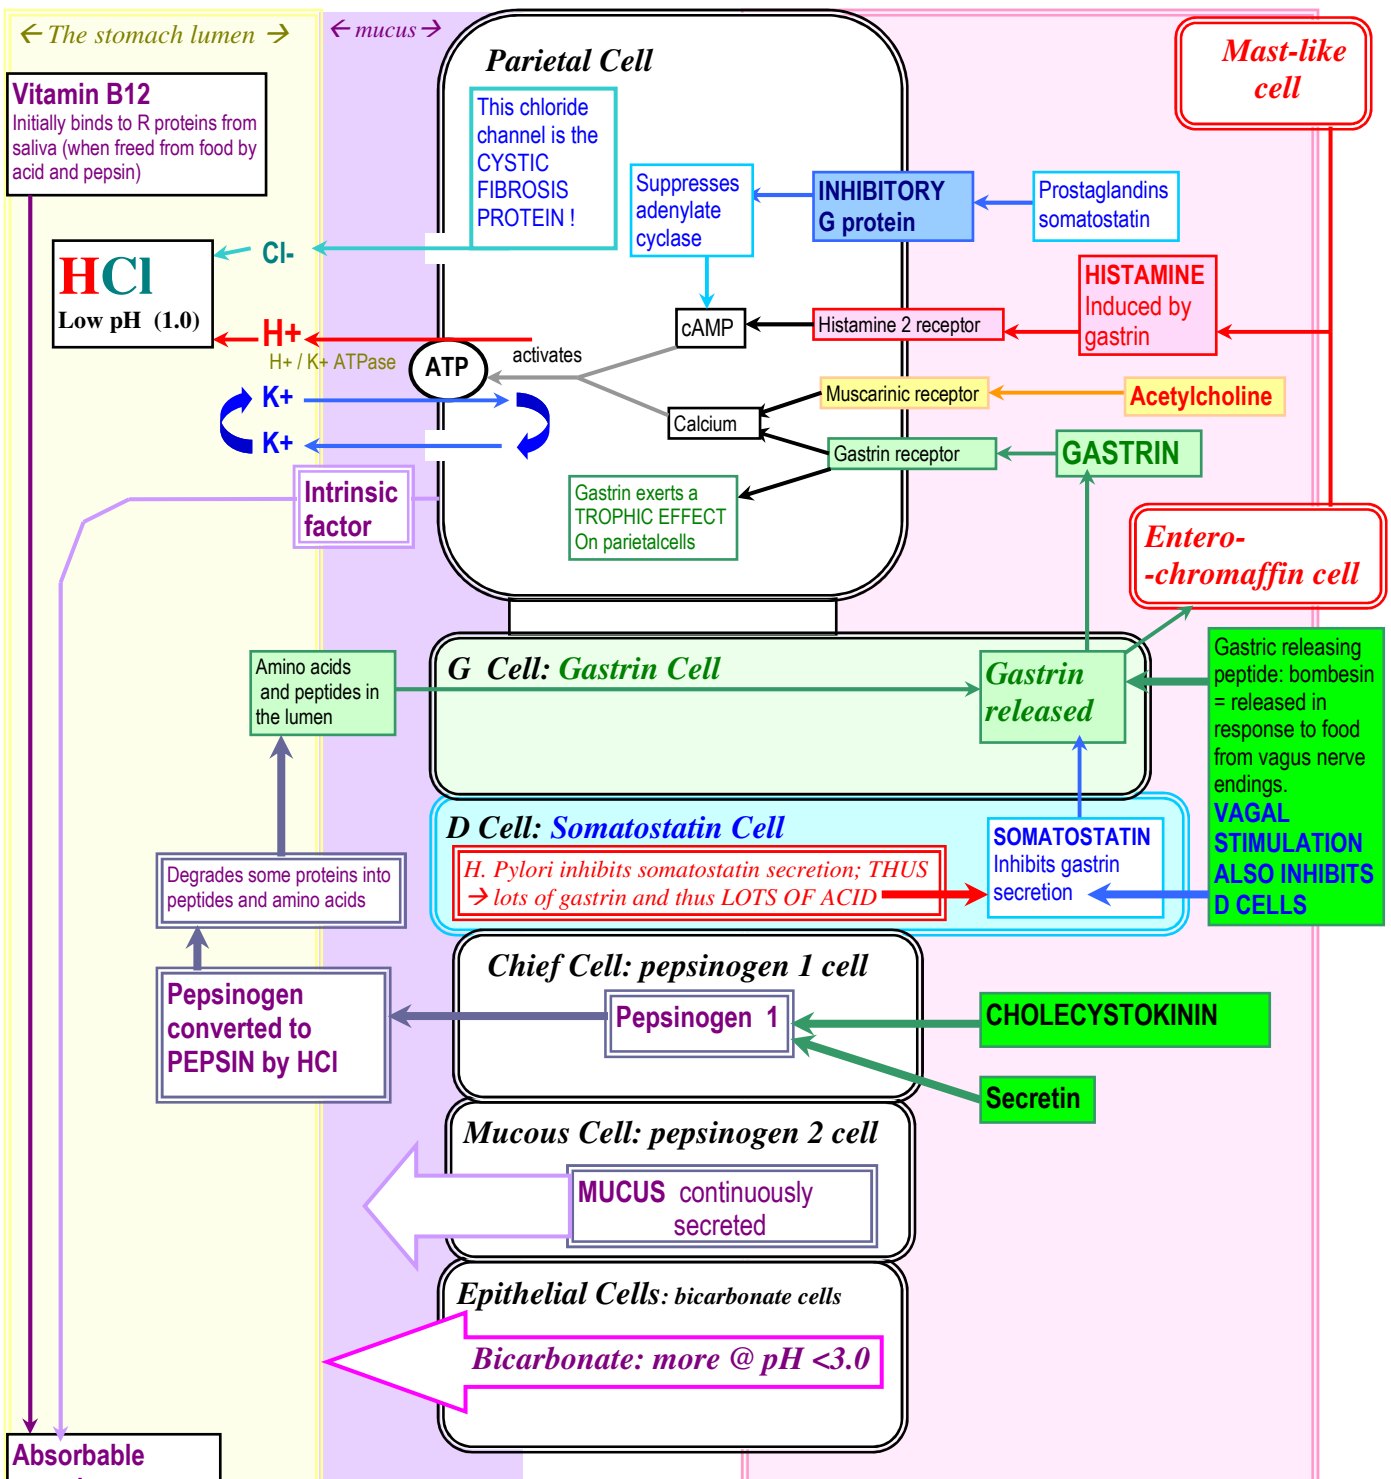 ← The stomach lumen →
← mucus →
Parietal Cell
Mast-like
cell
Vitamin B12
Initially binds to R proteins from
saliva (when freed from food by
acid and pepsin)
This chloride
channel is the
CYSTIC
FIBROSIS
PROTEIN !
Suppresses
adenylate
cyclase
INHIBITORY
G protein
Prostaglandins
somatostatin
HCl
Low pH (1.0)
Cl-
H+
H+ / K+ ATPase
K+
K+
ATP
activates
cAMP
Calcium
Histamine 2 receptor
HISTAMINE
Induced by
gastrin
Muscarinic receptor
Acetylcholine
Gastrin receptor
GASTRIN
Intrinsic
factor
Gastrin exerts a
TROPHIC EFFECT
On parietalcells
Entero-
-chromaffin cell
G Cell: Gastrin Cell
Amino acids
and peptides in
the lumen
Gastrin
released
Gastric releasing
peptide: bombesin
= released in
response to food
from vagus nerve
endings.
VAGAL
STIMULATION
ALSO INHIBITS
D CELLS
D Cell: Somatostatin Cell
H. Pylori inhibits somatostatin secretion; THUS
→ lots of gastrin and thus LOTS OF ACID
SOMATOSTATIN
Inhibits gastrin
secretion
Degrades some proteins into
peptides and amino acids
Chief Cell: pepsinogen 1 cell
Pepsinogen
converted to
PEPSIN by HCl
Pepsinogen 1
CHOLECYSTOKININ
Secretin
Mucous Cell: pepsinogen 2 cell
MUCUS continuously
secreted
Epithelial Cells: bicarbonate cells
Bicarbonate: more @ pH <3.0
Absorbable